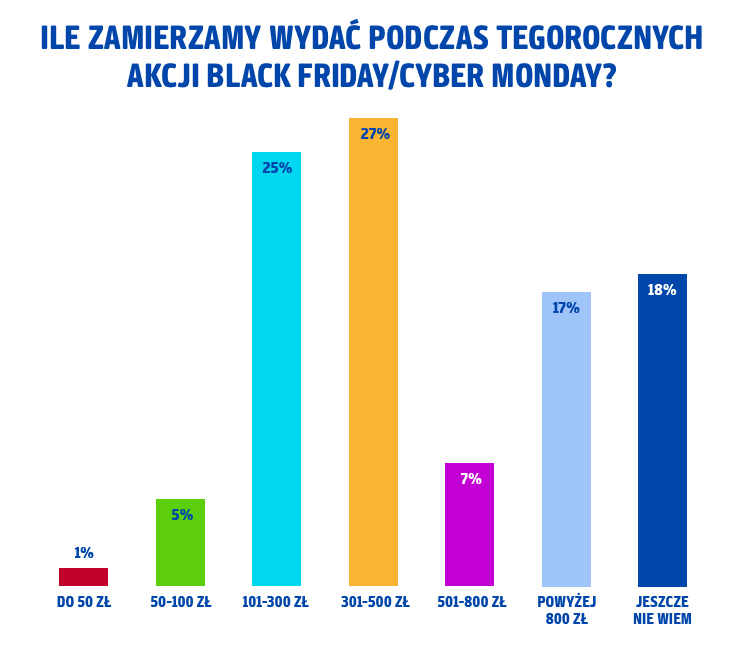 ILE ZAMIERZAMY WYDAĆ PODCZAS TEGOROCZNYCH
AKCJI BLACK FRIDAY/CYBER MONDAY?
1%
5%
25%
27%
7%
17%
18%
DO 50 ZŁ
50-100 ZŁ
101-300 ZŁ
301-500 ZŁ
501-800 ZŁ
POWYŻEJ
800 ZŁ
JESZCZE
NIE WIEM